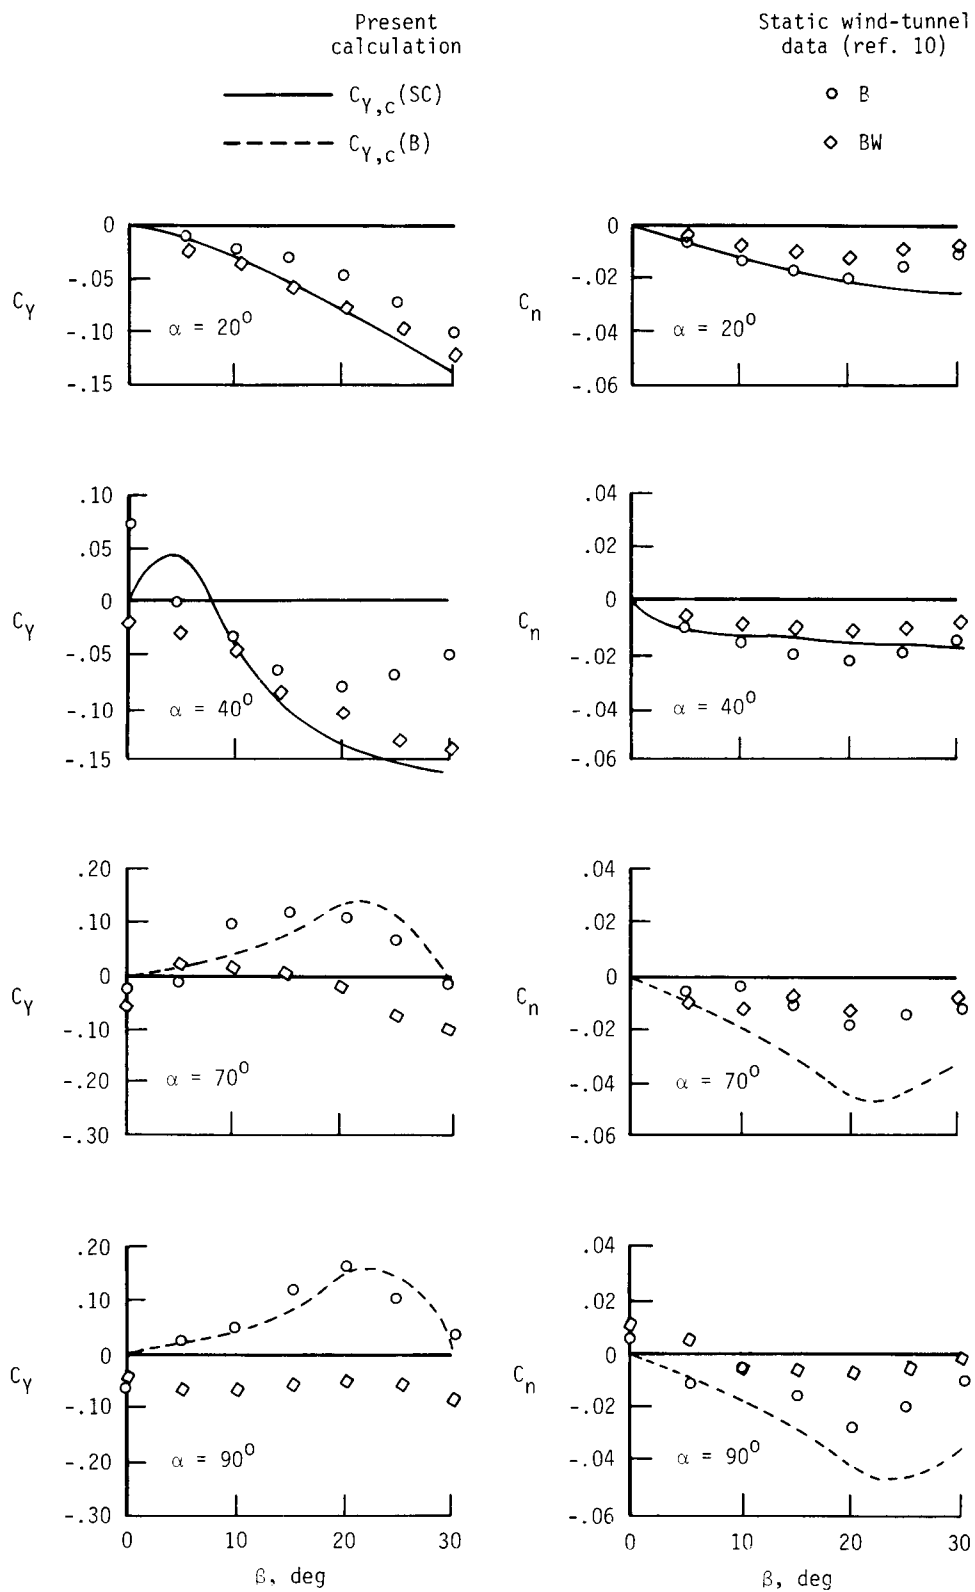 Present
calculation
C_{Y,c}(SC)
C_{Y,c}(B)
Static wind-tunnel
data (ref. 10)
B
BW
0
-.05
-.10
-.15
C_Y
α = 20°
0
-.02
-.04
-.06
C_n
α = 20°
.10
.05
0
-.05
-.10
-.15
C_Y
α = 40°
.04
.02
0
-.02
-.04
-.06
C_n
α = 40°
.20
.10
0
-.10
-.20
-.30
C_Y
α = 70°
.04
.02
0
-.02
-.04
-.06
C_n
α = 70°
.20
.10
0
-.10
-.20
-.30
C_Y
α = 90°
0 10 20 30
β, deg
.04
.02
0
-.02
-.04
-.06
C_n
α = 90°
0 10 20 30
β, deg